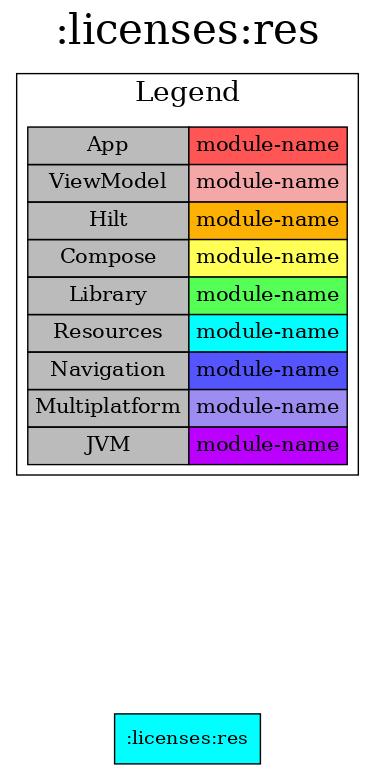 :licenses:res
Legend
App module-name
ViewModel module-name
Hilt module-name
Compose module-name
Library module-name
Resources module-name
Navigation module-name
Multiplatform module-name
JVM module-name
:licenses:res